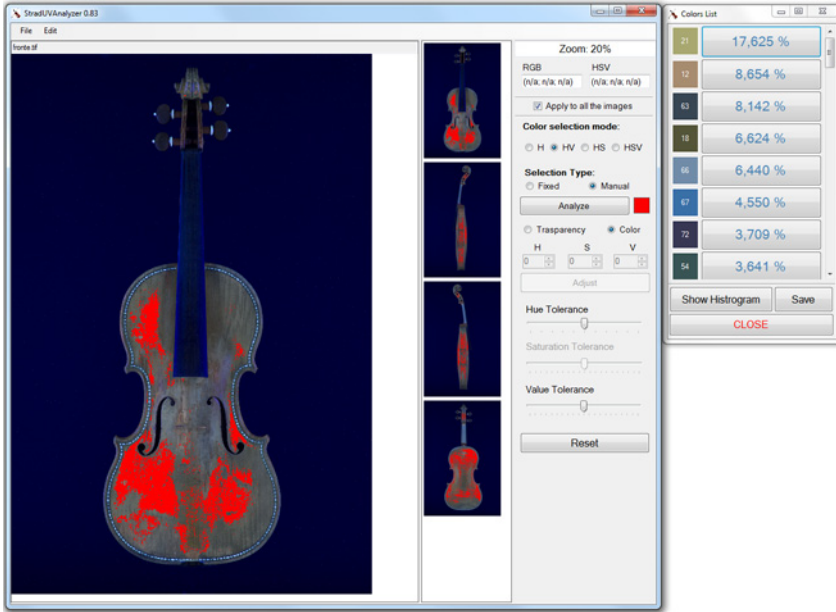 StradUVAnalyzer 0.83
File Edit
fronte.tif
Zoom: 20%
RGB HSV
(n/a; n/a; n/a) (n/a; n/a; n/a)
Apply to all the images
Color selection mode:
H HV HS HSV
Selection Type:
Fixed Manual
Analyze
Trasparency Color
H S V
0 0 0
Adjust
Hue Tolerance
Saturation Tolerance
Value Tolerance
Reset
Colors List
21 17,625 %
12 8,654 %
63 8,142 %
18 6,624 %
66 6,440 %
67 4,550 %
72 3,709 %
54 3,641 %
Show Histrogram Save
CLOSE